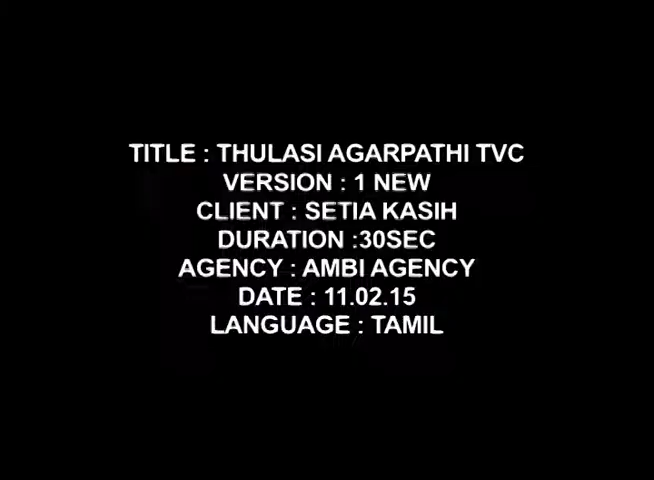 TITLE : THULASI AGARPATHI TVC
VERSION : 1 NEW
CLIENT : SETIA KASIH
DURATION :30SEC
AGENCY : AMBI AGENCY
DATE : 11.02.15
LANGUAGE : TAMIL